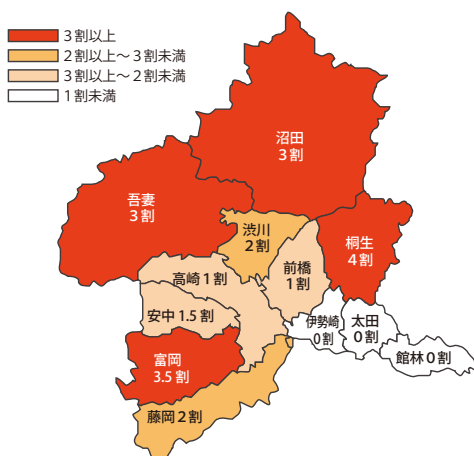 3割以上
2割以上〜3割未満
3割以上〜2割未満
1割未満
沼田
3割
吾妻
3割
渋川
2割
桐生
4割
前橋
1割
高崎1割
安中1.5割
伊勢崎
0割
太田
0割
館林0割
富岡
3.5割
藤岡2割